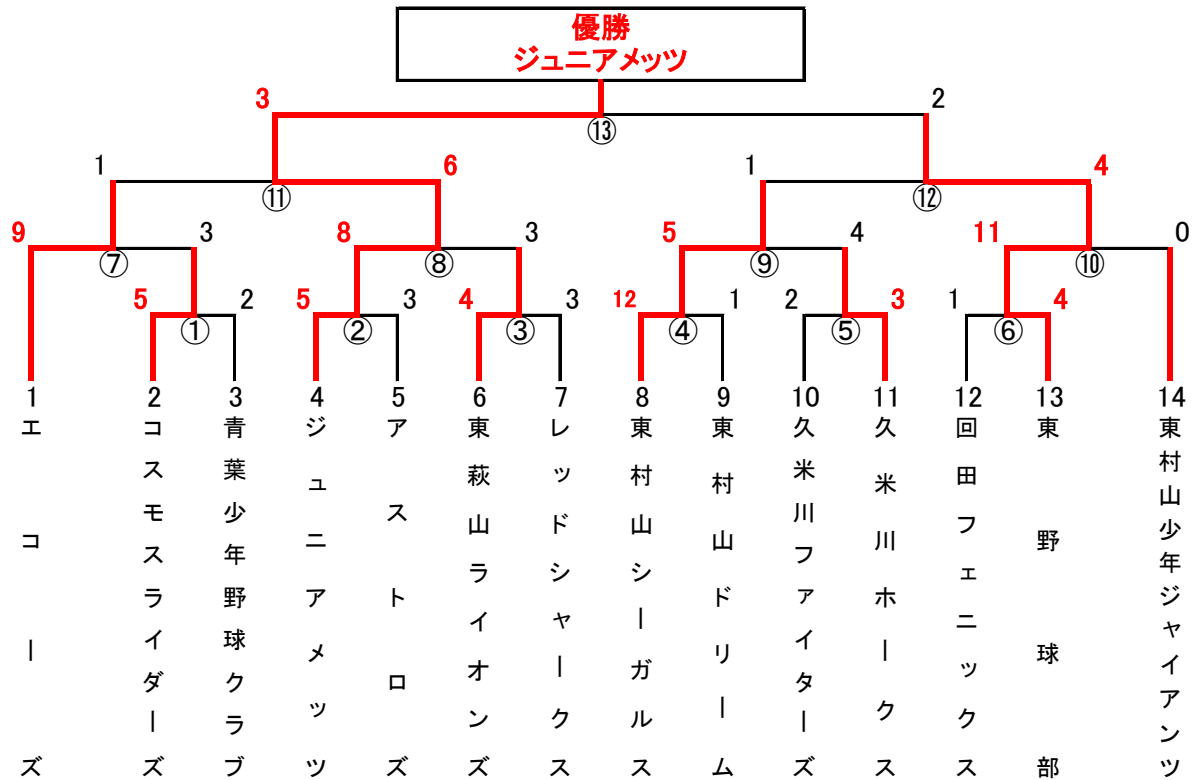 優勝
ジュニアメッツ
3 2
⑬
1 6 1 4
⑪ ⑫
9 3 8 3 5 4 11 0
⑦ ⑧ ⑨ ⑩
5 2 5 3 4 3 12 1 2 3 1 4
① ② ③ ④ ⑤ ⑥
1 2 3 4 5 6 7 8 9 10 11 12 13 14
エコーズ
コスモスライダーズ
青葉少年野球クラブ
ジュニアメッツ
アストロズ
東萩山ライオンズ
レッドシャークス
東村山シーガルス
東村山ドリーム
久米川ファイターズ
久米川ホークス
回田フェニックス
東野球部
東村山少年ジャイアンツ